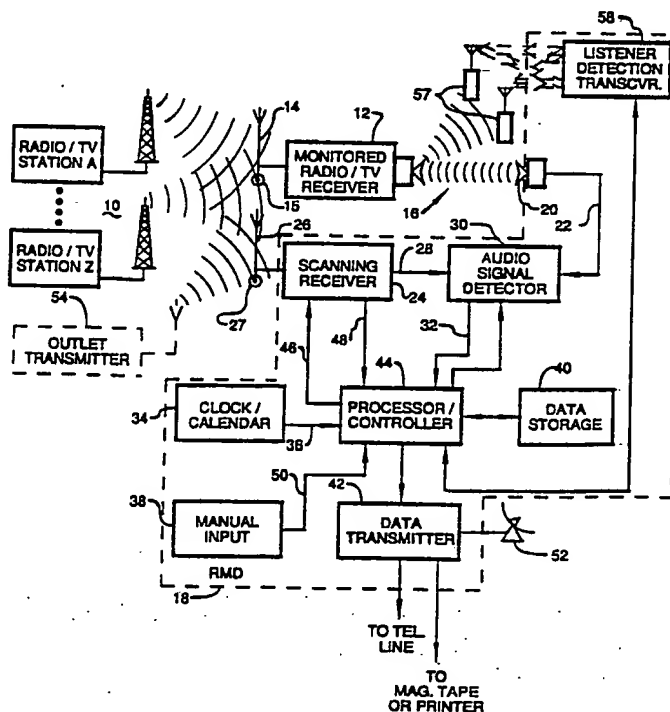 58
LISTENER
DETECTION
TRANSCVR.
57
14
12
RADIO / TV
STATION A
MONITORED
RADIO / TV
RECEIVER
15
16
20
10
22
26
30
RADIO / TV
STATION Z
SCANNING
RECEIVER
28
AUDIO
SIGNAL
DETECTOR
24
54
27
OUTLET
TRANSMITTER
32
46
48
44
40
34
CLOCK /
CALENDAR
PROCESSOR /
CONTROLLER
DATA
STORAGE
36
50
42
38
MANUAL
INPUT
DATA
TRANSMITTER
52
RMD
18
TO TEL.
LINE
TO
MAG. TAPE
OR PRINTER